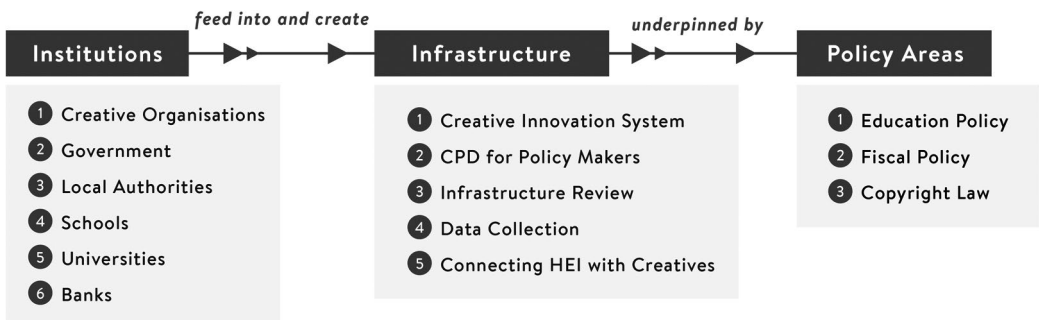 feed into and create
underpinned by
Institutions
Infrastructure
Policy Areas
1 Creative Organisations
2 Government
3 Local Authorities
4 Schools
5 Universities
6 Banks
1 Creative Innovation System
2 CPD for Policy Makers
3 Infrastructure Review
4 Data Collection
5 Connecting HEI with Creatives
1 Education Policy
2 Fiscal Policy
3 Copyright Law